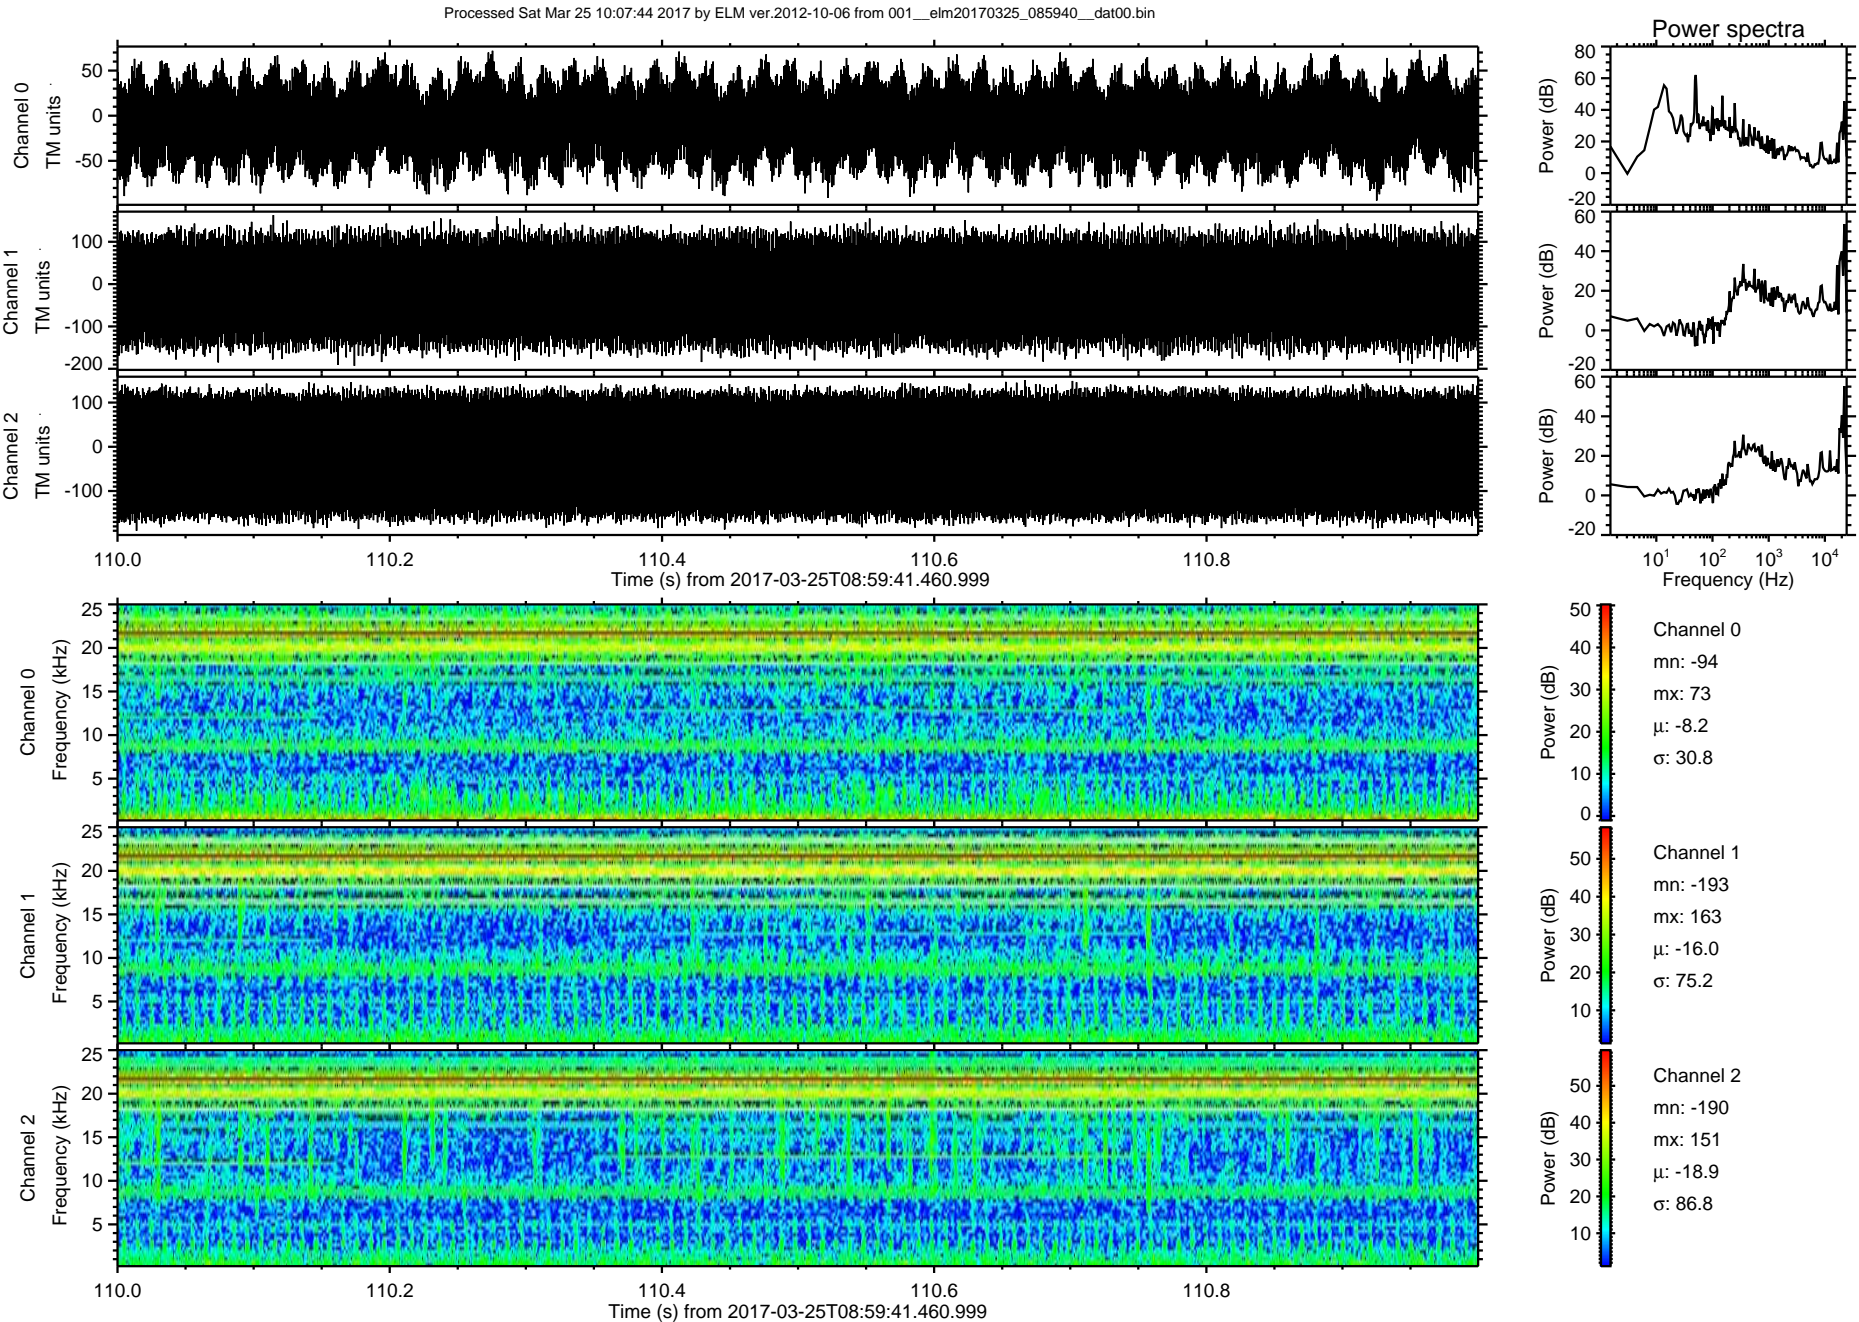 Processed Sat Mar 25 10:07:44 2017 by ELM ver.2012-10-06 from 001__elm20170325_085940__dat00.bin
Power spectra
Channel 0
TM units
50
0
-50
Power (dB)
80
60
40
20
0
-20
Channel 1
TM units
100
0
-100
-200
Power (dB)
60
40
20
0
-20
Channel 2
TM units
100
0
-100
Power (dB)
60
40
20
0
-20
110.0 110.2 110.4 110.6 110.8
Time (s) from 2017-03-25T08:59:41.460.999
10¹ 10² 10³ 10⁴
Frequency (Hz)
Channel 0
Frequency (kHz)
25
20
15
10
5
Power (dB)
50
40
30
20
10
0
Channel 0
mn: -94
mx: 73
μ: -8.2
σ: 30.8
Channel 1
Frequency (kHz)
25
20
15
10
5
Power (dB)
50
40
30
20
10
Channel 1
mn: -193
mx: 163
μ: -16.0
σ: 75.2
Channel 2
Frequency (kHz)
25
20
15
10
5
Power (dB)
50
40
30
20
10
Channel 2
mn: -190
mx: 151
μ: -18.9
σ: 86.8
110.0 110.2 110.4 110.6 110.8
Time (s) from 2017-03-25T08:59:41.460.999